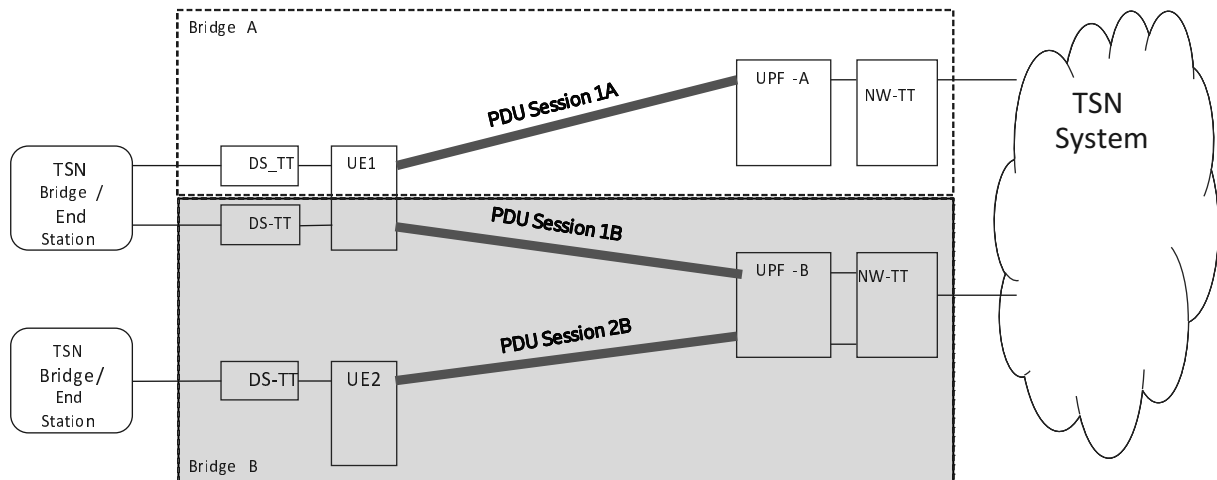 Bridge A
UPF -A
NW-TT
TSN
System
PDU Session 1A
TSN
Bridge /
End
Station
DS_TT
UE1
DS-TT
PDU Session 1B
UPF -B
NW-TT
PDU Session 2B
TSN
Bridge/
End
Station
DS-TT
UE2
Bridge B